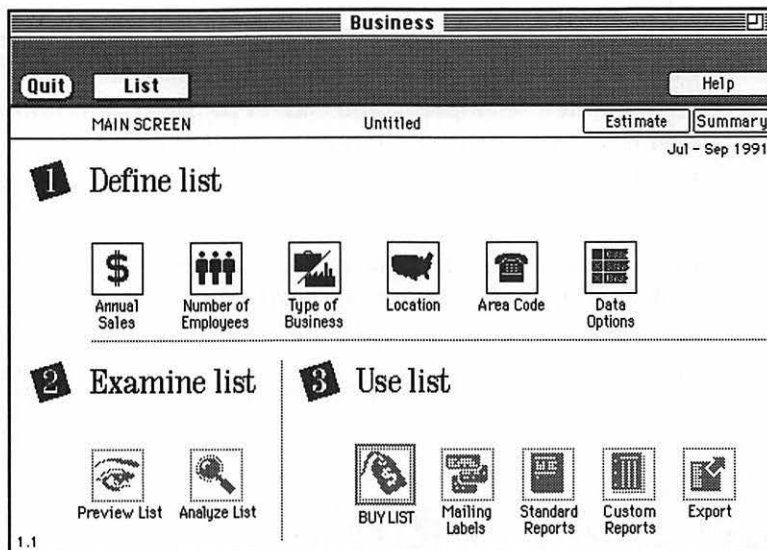 Business
Quit
List
Help
MAIN SCREEN
Untitled
Estimate
Summary
Jul - Sep 1991
1 Define list
$
Annual
Sales
Number of
Employees
Type of
Business
Location
Area Code
Data
Options
2 Examine list
3 Use list
Preview List
Analyze List
$
BUY LIST
Mailing
Labels
Standard
Reports
Custom
Reports
Export
1.1